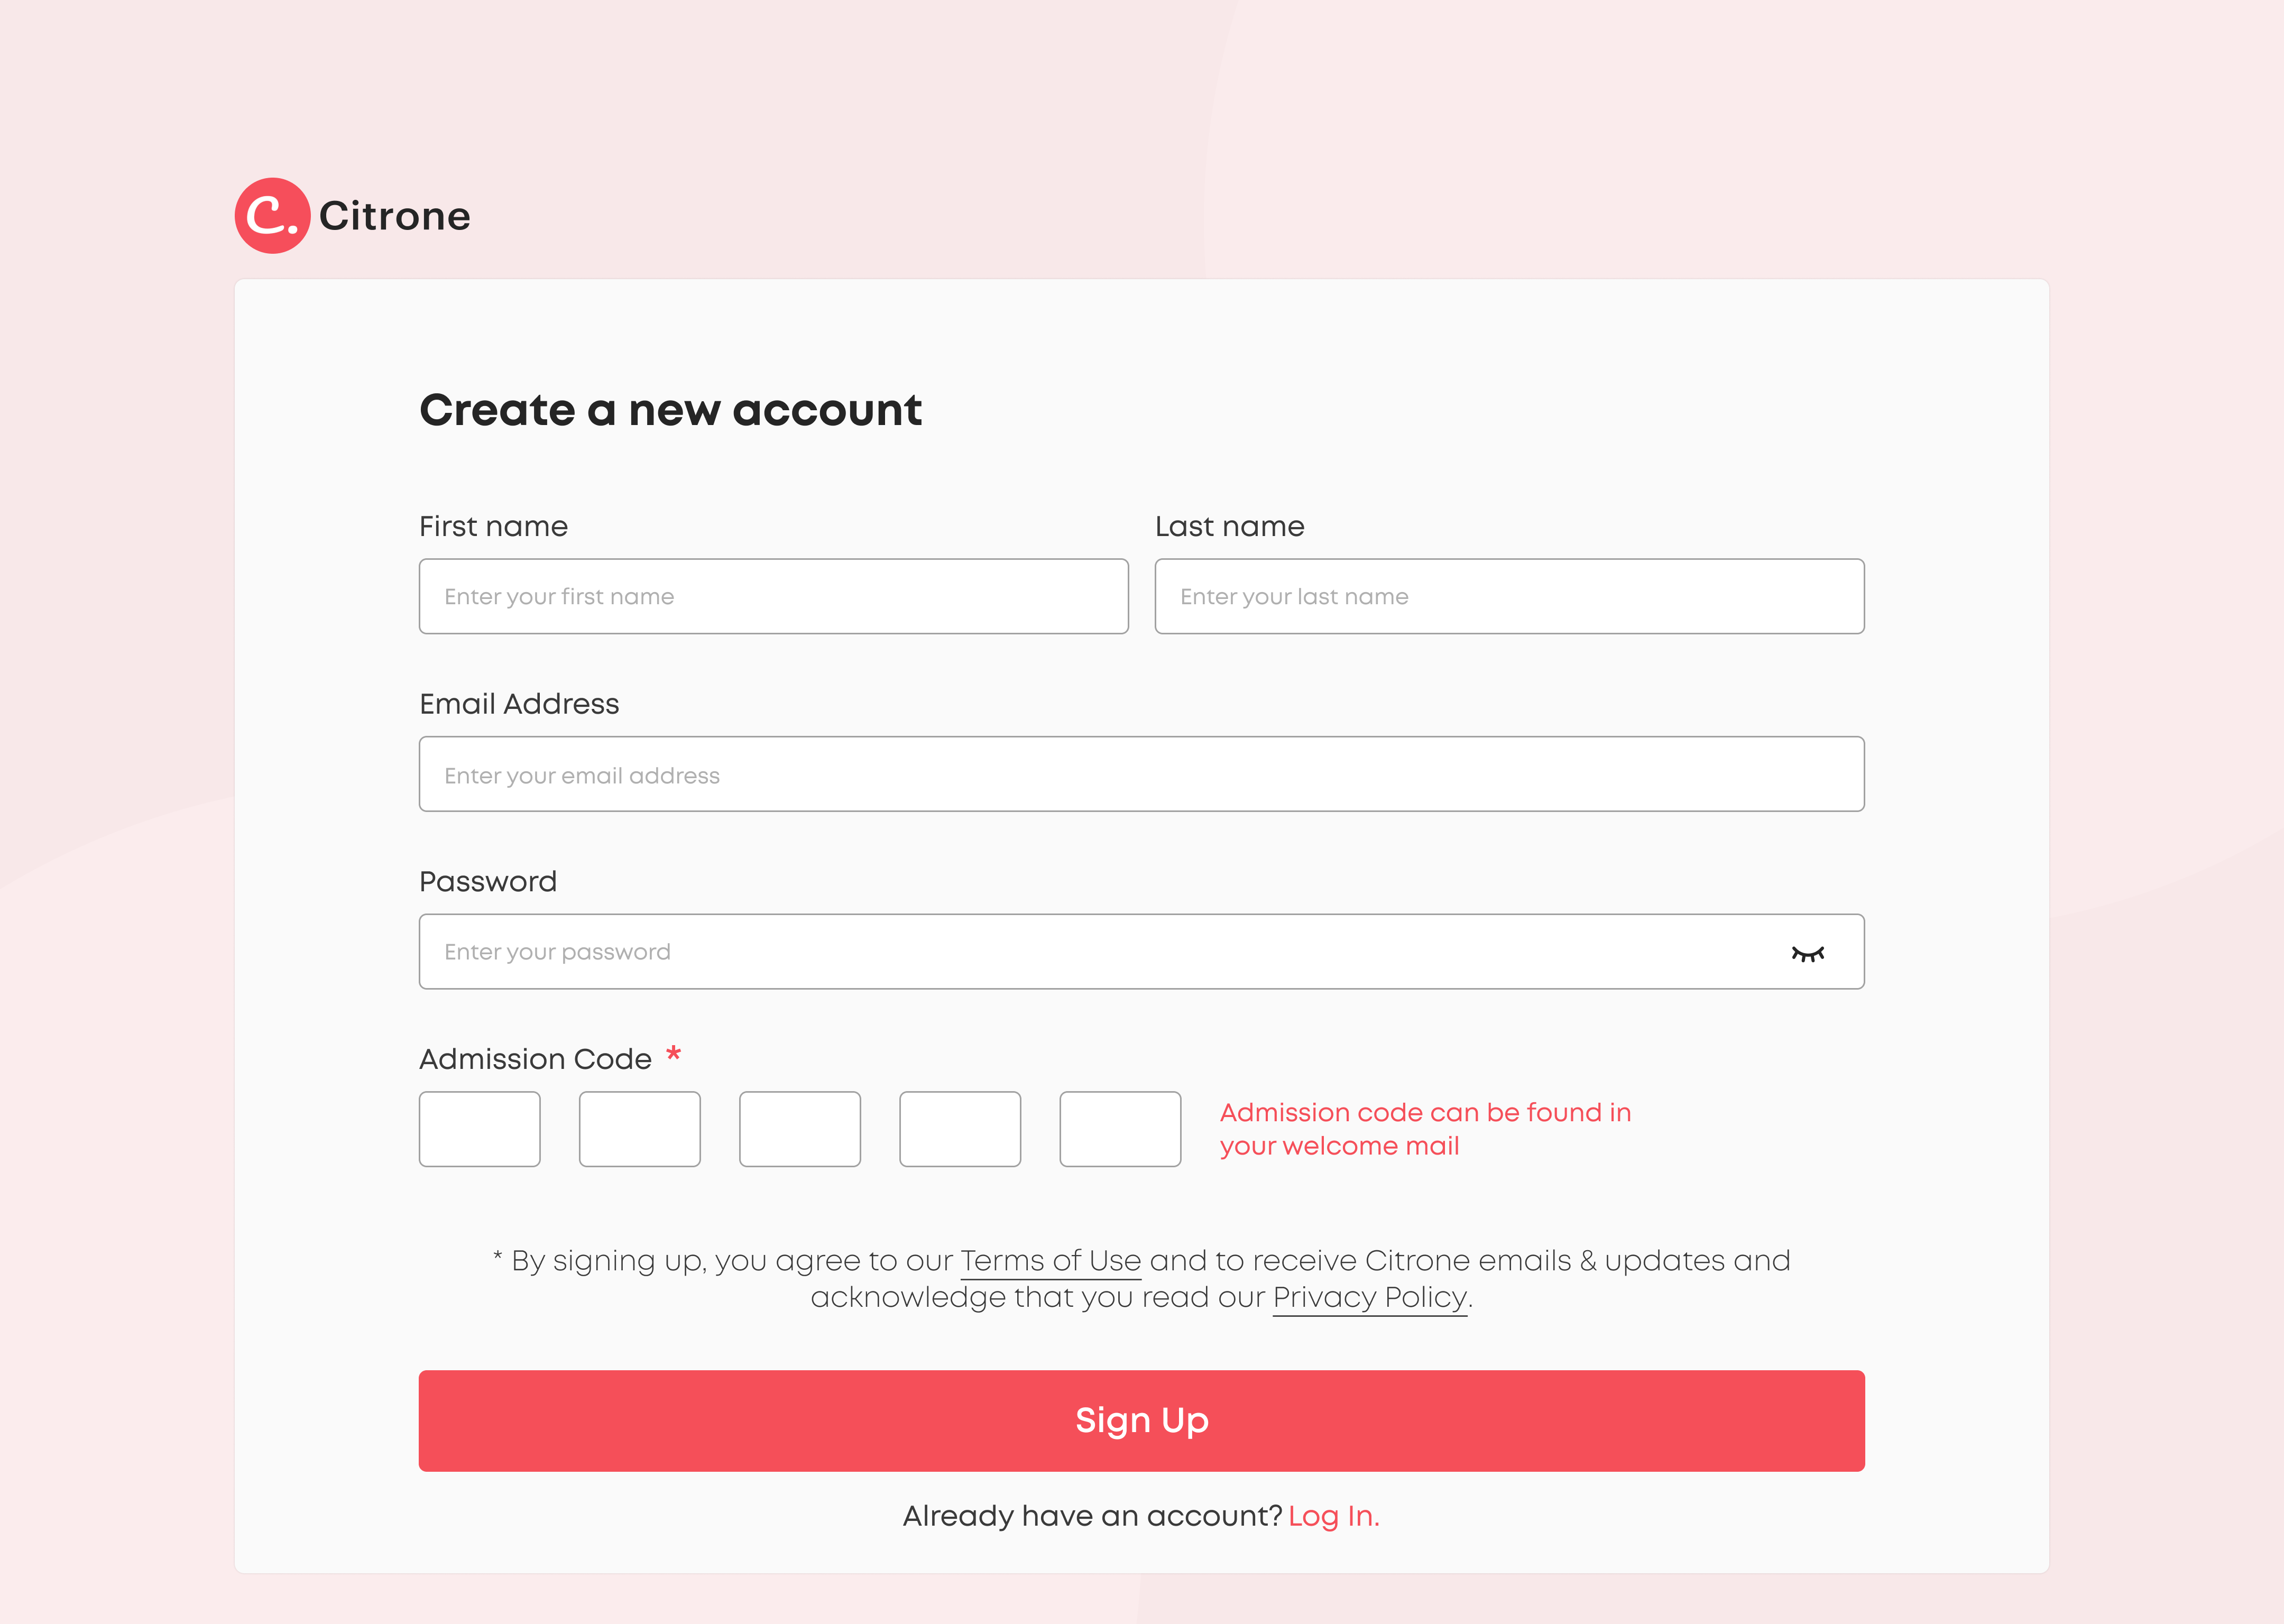 C. Citrone
Create a new account
First name
Last name
Enter your first name
Enter your last name
Email Address
Enter your email address
Password
Enter your password
Admission Code *
Admission code can be found in
your welcome mail
* By signing up, you agree to our Terms of Use and to receive Citrone emails & updates and
acknowledge that you read our Privacy Policy.
Sign Up
Already have an account? Log In.